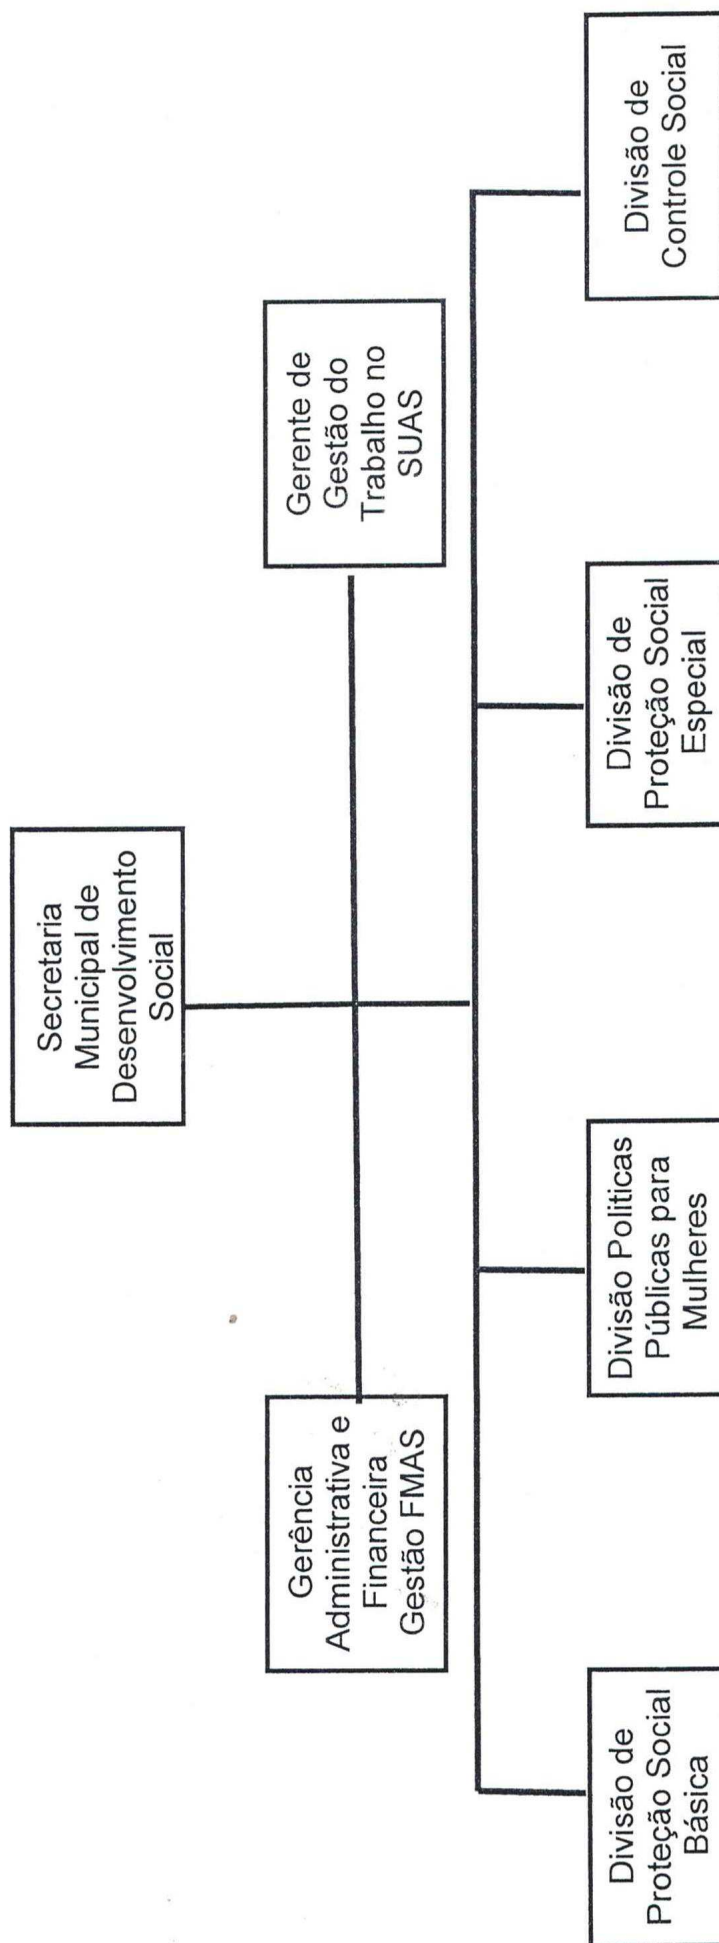 Secretaria
Municipal de
Desenvolvimento
Social
Gerência
Administrativa e
Financeira
Gestão FMAS
Gerente de
Gestão do
Trabalho no
SUAS
Divisão de
Proteção Social
Básica
Divisão Politicas
Públicas para
Mulheres
Divisão de
Proteção Social
Especial
Divisão de
Controle Social